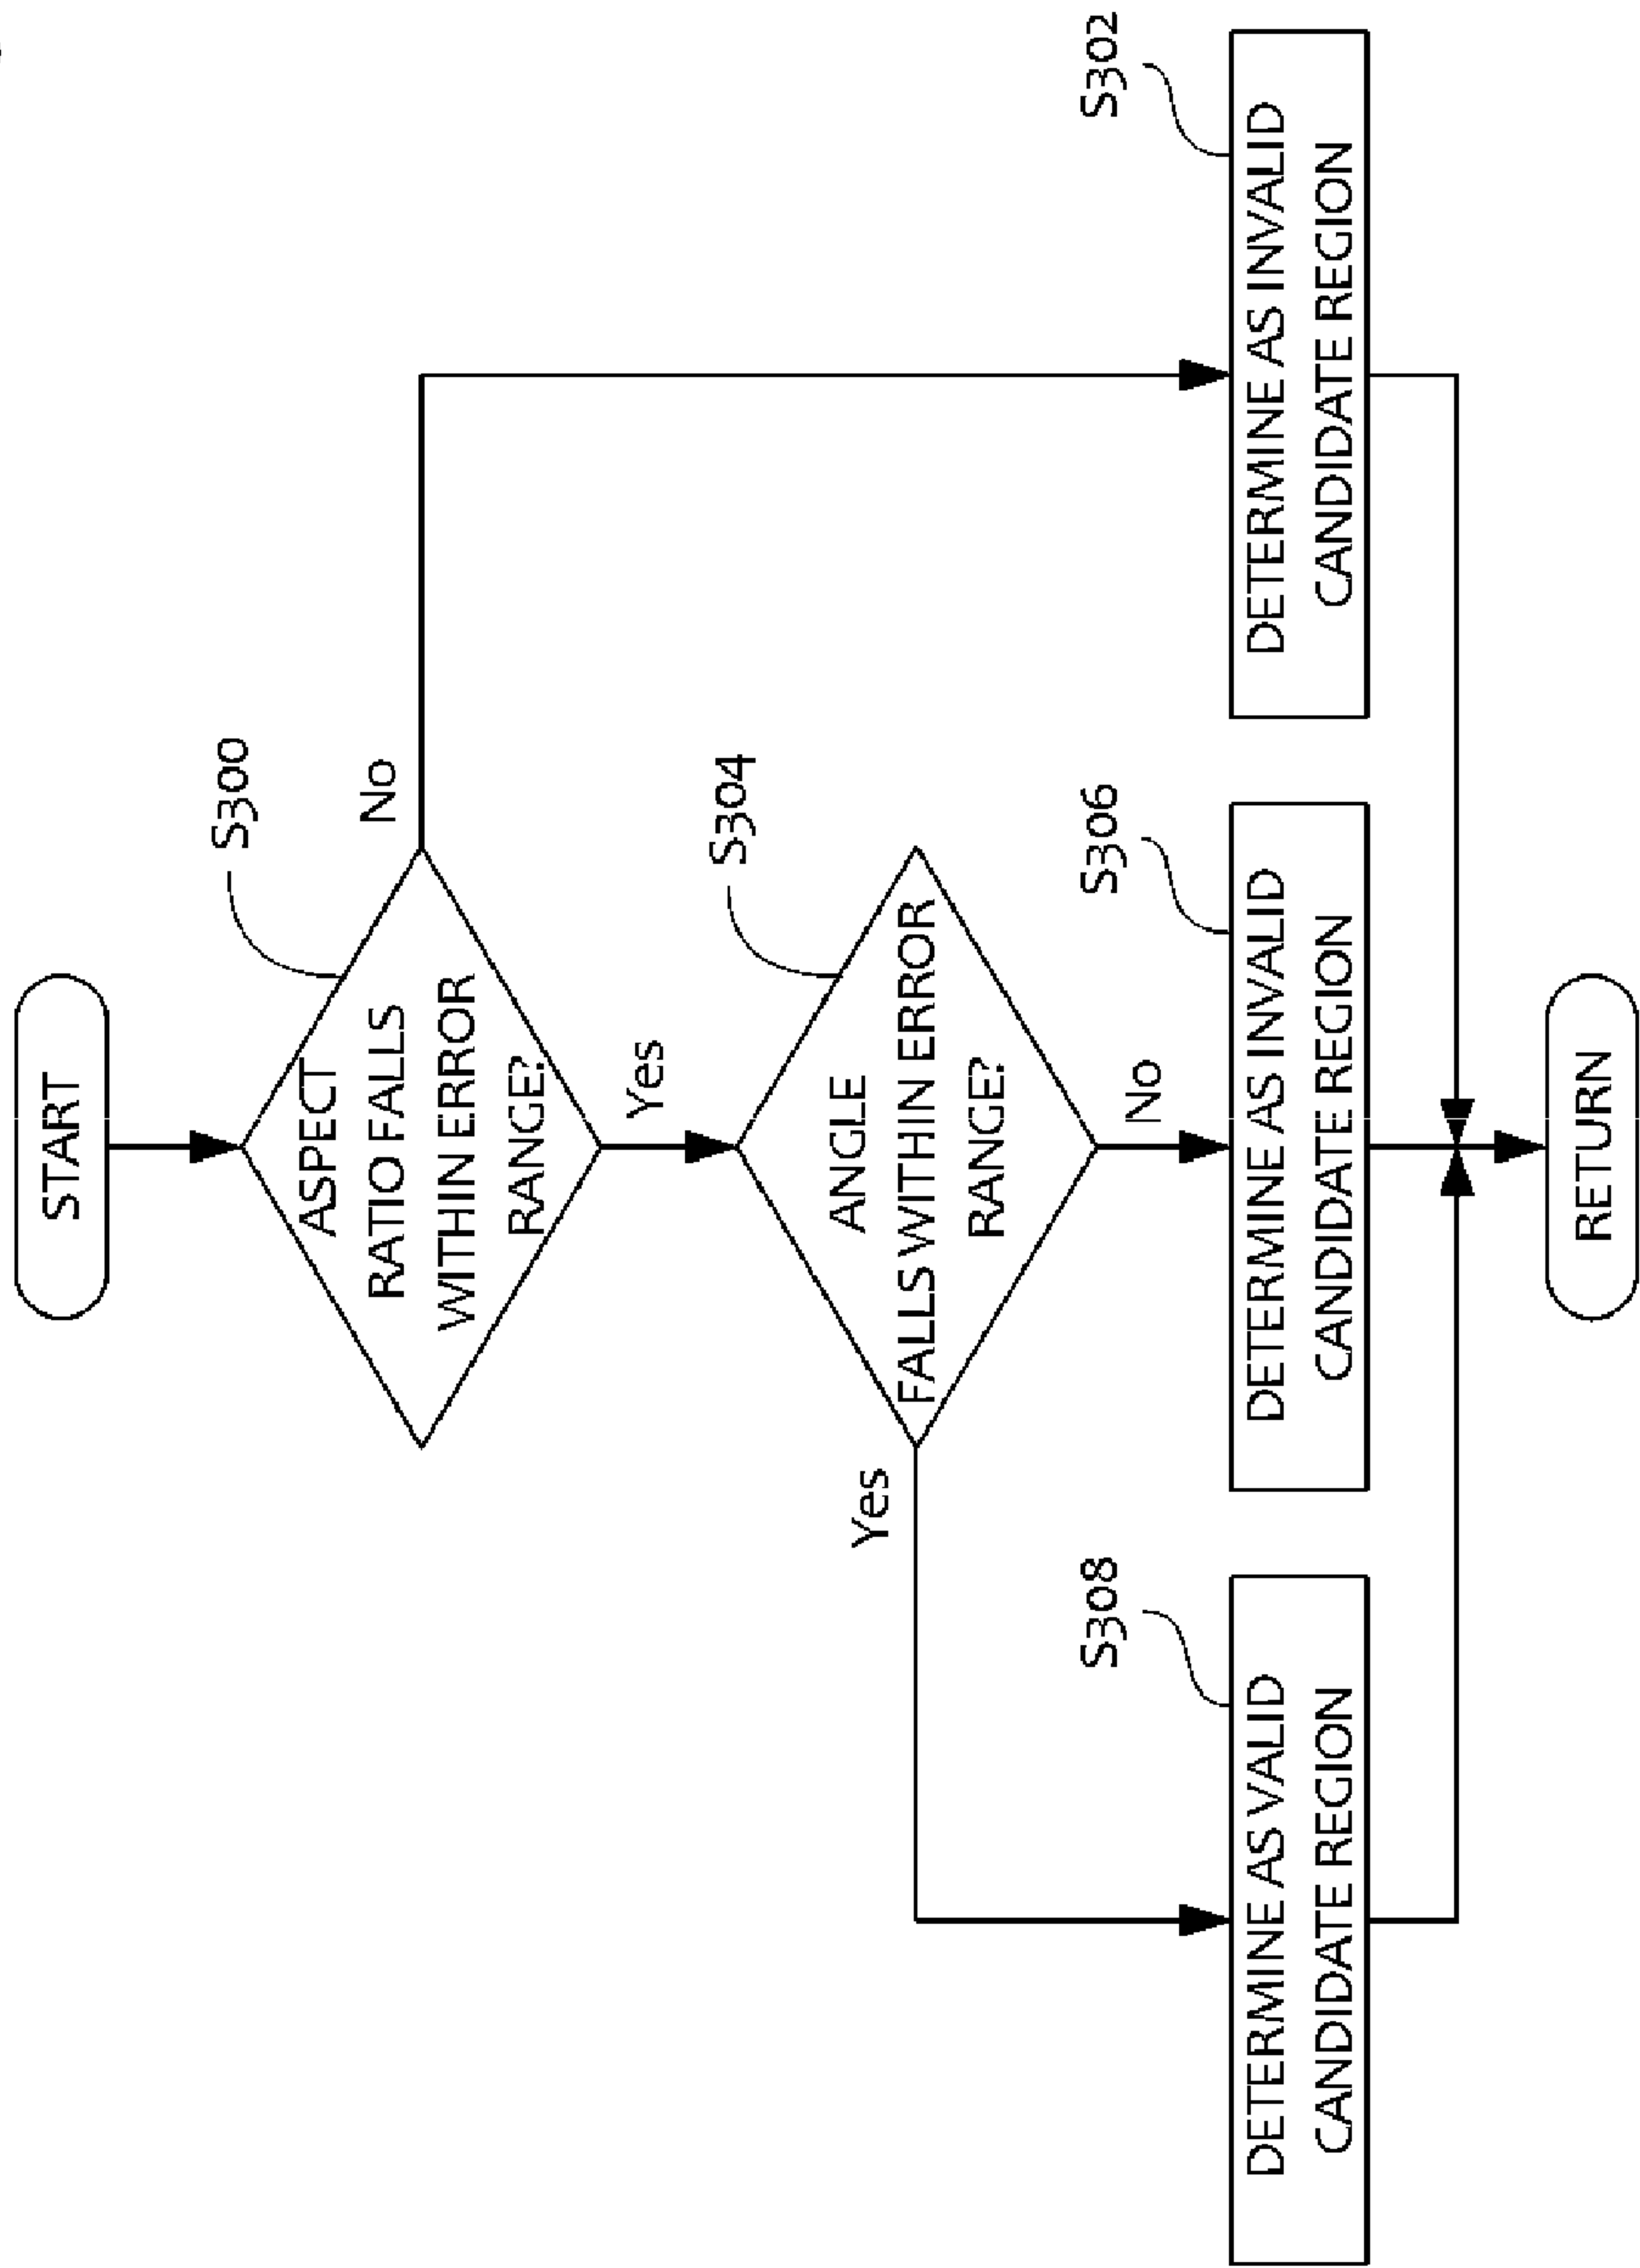 START
S300
ASPECT
RATIO FALLS
WITHIN ERROR
RANGE?
No
Yes
S304
ANGLE
FALLS WITHIN ERROR
RANGE?
Yes
No
S308
DETERMINE AS VALID
CANDIDATE REGION
S306
DETERMINE AS INVALID
CANDIDATE REGION
S302
DETERMINE AS INVALID
CANDIDATE REGION
RETURN